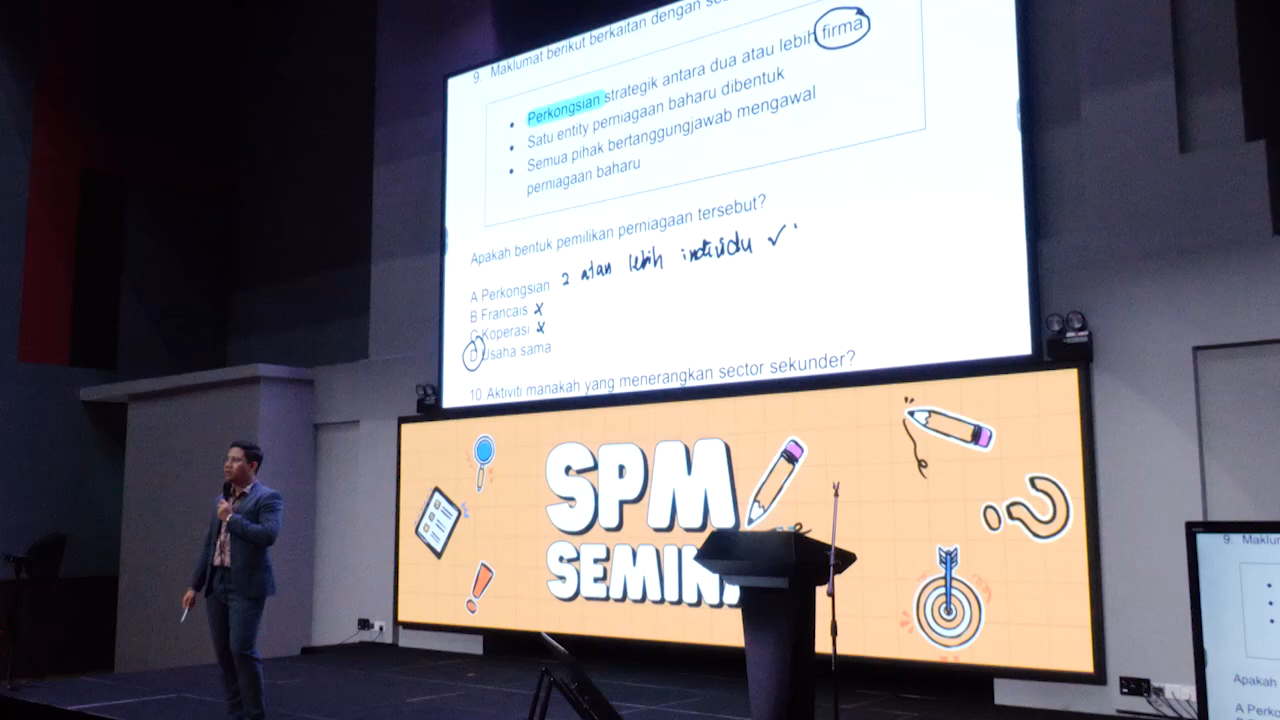 9. Maklumat berikut berkaitan dengan
• Perkongsian strategik antara dua atau lebih firma
• Satu entity perniagaan baharu dibentuk
• Semua pihak bertanggungjawab mengawal
perniagaan baharu
Apakah bentuk pemilikan perniagaan tersebut?
A Perkongsian 2 atau lebih individu ✓
B Francais x
C Koperasi x
D Usaha sama
10 Aktiviti manakah yang menerangkan sector sekunder?
SPM
SEMIN
9. Maklu
Apakah
A Perko